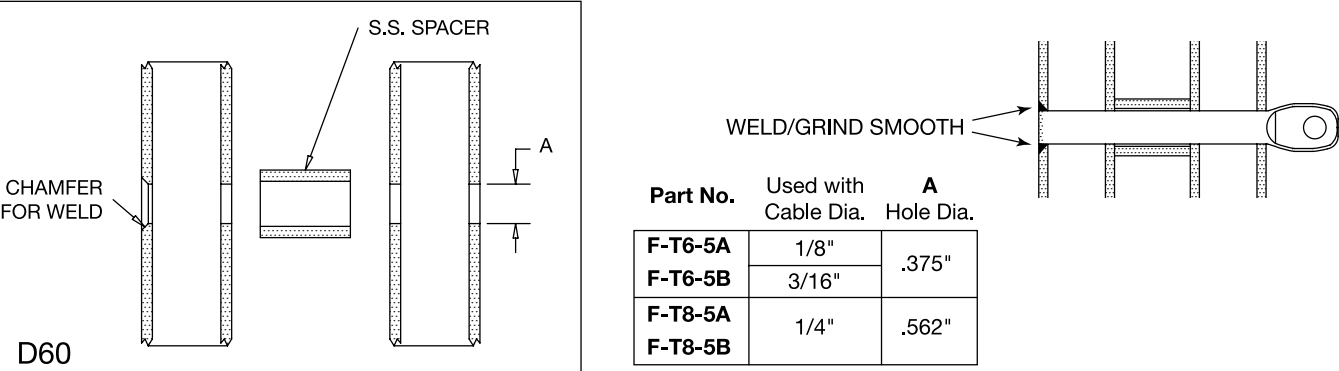 S.S. SPACER
A
CHAMFER
FOR WELD
D60
WELD/GRIND SMOOTH
Part No. Used with Cable Dia. A Hole Dia.
F-T6-5A 1/8" .375"
F-T6-5B 3/16"
F-T8-5A 1/4" .562"
F-T8-5B